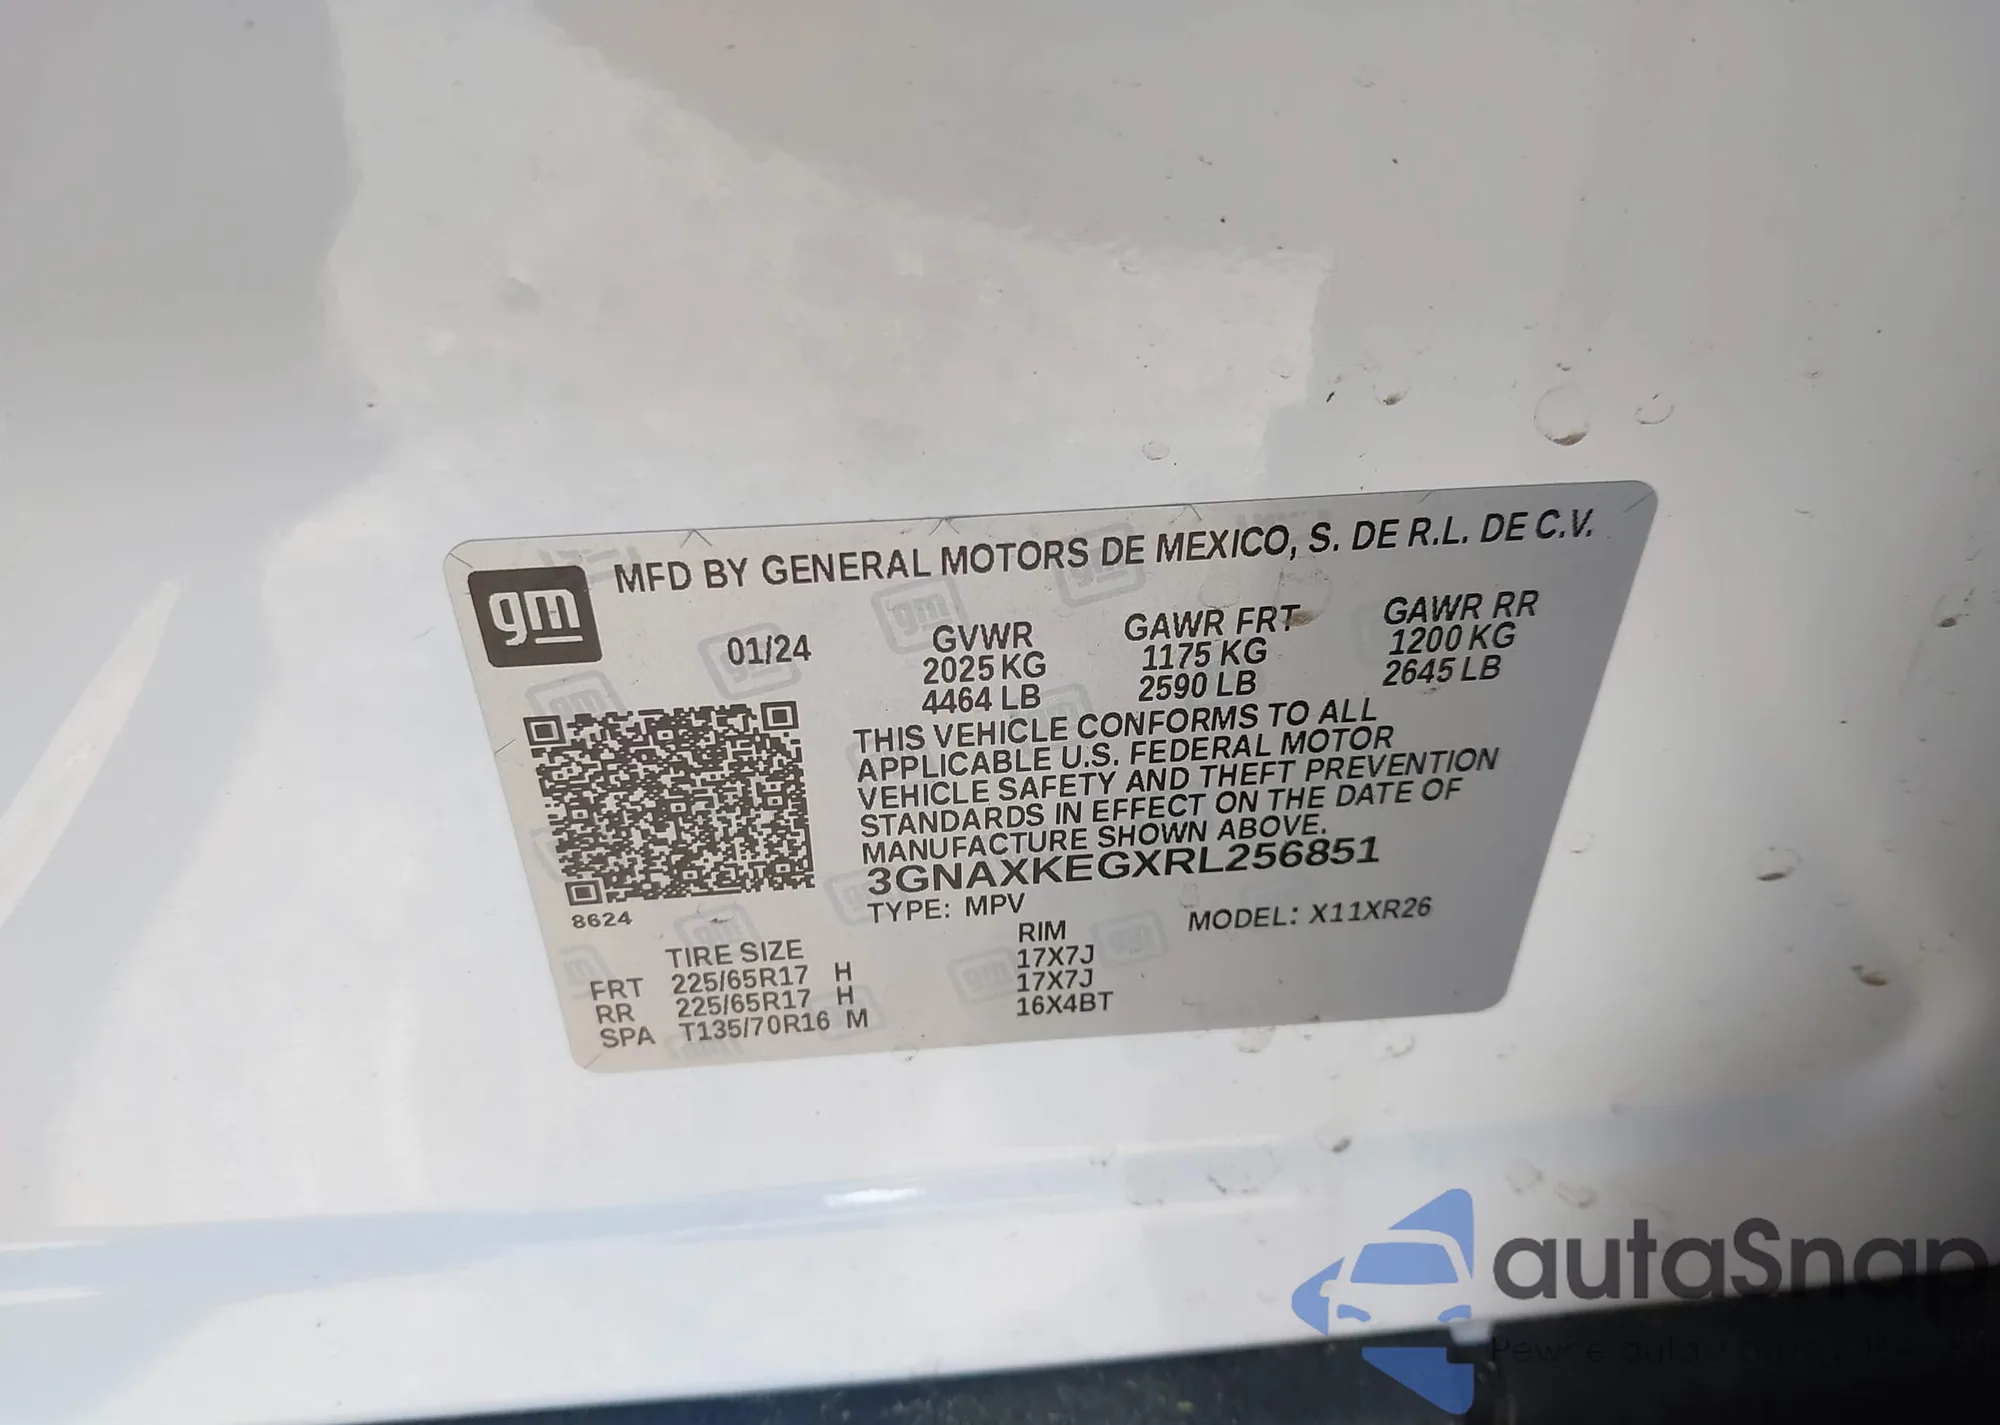 MFD BY GENERAL MOTORS DE MEXICO, S. DE R.L. DE C.V.
gm
01/24
GVWR
2025 KG
4464 LB
GAWR FRT
1175 KG
2590 LB
GAWR RR
1200 KG
2645 LB
THIS VEHICLE CONFORMS TO ALL
APPLICABLE U.S. FEDERAL MOTOR
VEHICLE SAFETY AND THEFT PREVENTION
STANDARDS IN EFFECT ON THE DATE OF
MANUFACTURE SHOWN ABOVE.
3GNAXKEGXRL256851
8624
TYPE: MPV
MODEL: X11XR26
TIRE SIZE
RIM
FRT 225/65R17 H 17X7J
RR 225/65R17 H 17X7J
SPA T135/70R16 M 16X4BT
autaSnap